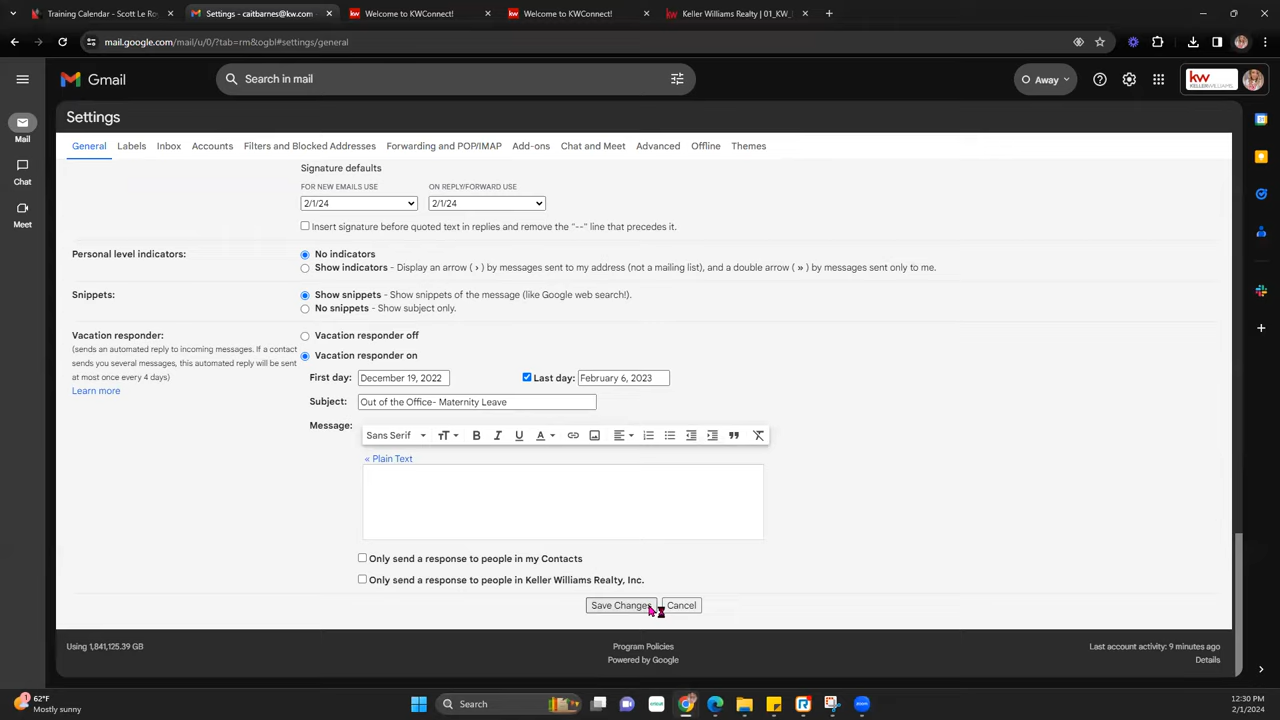 Training Calendar - Scott Le Ro
Settings - caitbarnes@kw.com
Welcome to KWConnect!
Welcome to KWConnect!
Keller Williams Realty | 01_KW_
mail.google.com/mail/u/0/?tab=rm&ogbl#settings/general
Gmail
Search in mail
Away
kw
KELLERWILLIAMS
Mail
Chat
Meet
Settings
General Labels Inbox Accounts Filters and Blocked Addresses Forwarding and POP/IMAP Add-ons Chat and Meet Advanced Offline Themes
Signature defaults
FOR NEW EMAILS USE ON REPLY/FORWARD USE
2/1/24 2/1/24
Insert signature before quoted text in replies and remove the "--" line that precedes it.
Personal level indicators: No indicators
Show indicators - Display an arrow ( › ) by messages sent to my address (not a mailing list), and a double arrow ( » ) by messages sent only to me.
Snippets: Show snippets - Show snippets of the message (like Google web search!).
No snippets - Show subject only.
Vacation responder: Vacation responder off
(sends an automated reply to incoming messages. If a contact
sends you several messages, this automated reply will be sent
at most once every 4 days)
Learn more
Vacation responder on
First day: December 19, 2022 Last day: February 6, 2023
Subject: Out of the Office- Maternity Leave
Message:
Sans Serif
« Plain Text
Only send a response to people in my Contacts
Only send a response to people in Keller Williams Realty, Inc.
Save Changes Cancel
Using 1,841,125.39 GB
Program Policies
Powered by Google
Last account activity: 9 minutes ago
Details
62°F
Mostly sunny
Search
12:30 PM
2/1/2024